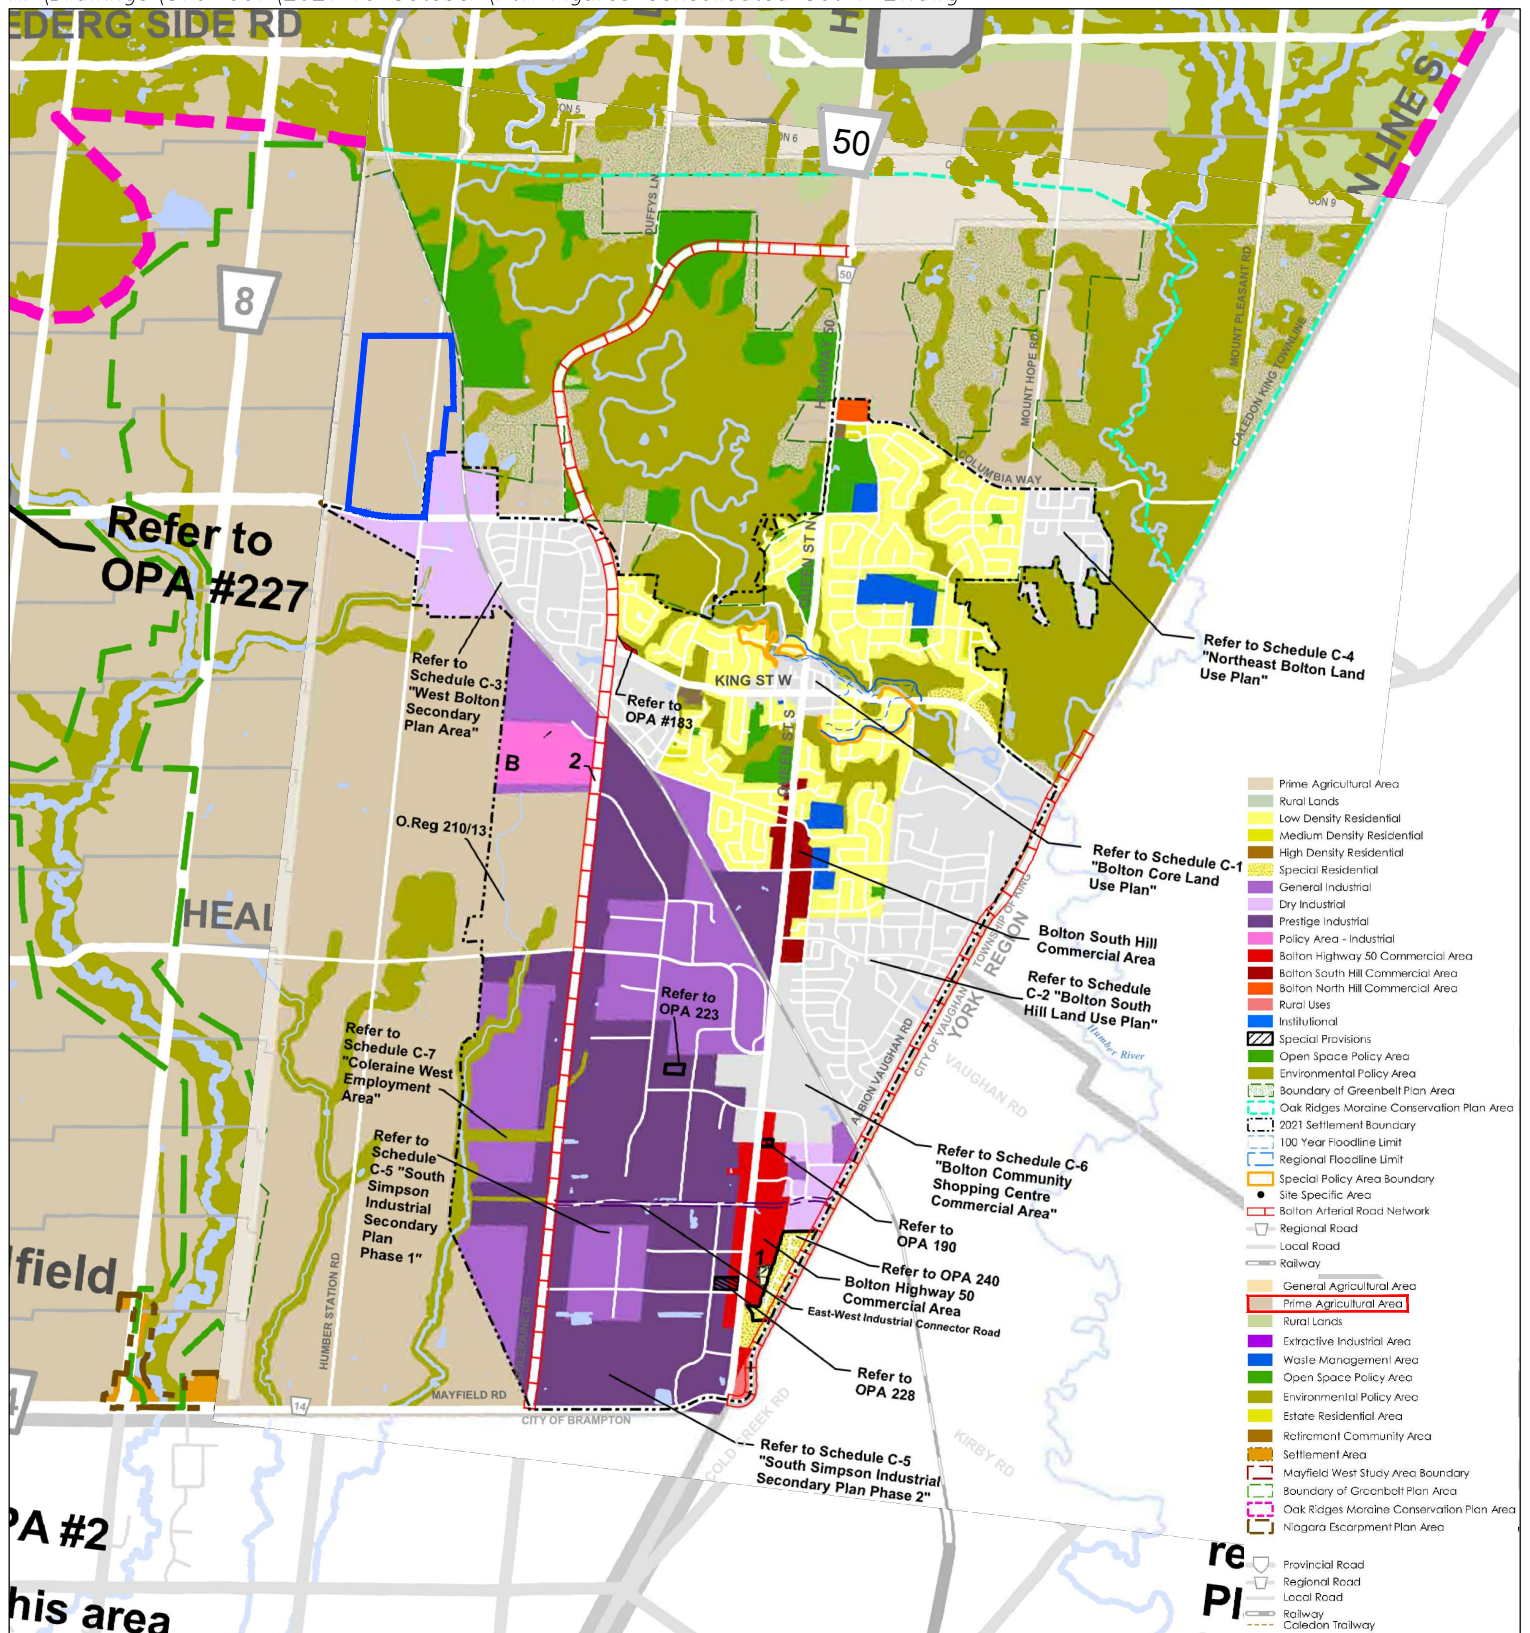 EDERG SIDE RD
H
50
N LINE S
CON 5
CON 6
CON 9
8
50
DUFFYS LN
HIGHWAY 50
MOUNT HOPE RD
MOUNT PLEASANT RD
CALEDON KING TOWNLINE
COLUMBIA WAY
QUEEN ST N
Refer to
OPA #227
Refer to
Schedule C-3
"West Bolton
Secondary
Plan Area"
Refer to
OPA #183
KING ST W
QUEEN ST S
Refer to Schedule C-4
"Northeast Bolton Land
Use Plan"
B
2
O.Reg 210/13
Refer to Schedule C-1
"Bolton Core Land
Use Plan"
HEAL
Bolton South Hill
Commercial Area
Refer to Schedule
C-2 "Bolton South
Hill Land Use Plan"
TOWNSHIP OF KING
YORK REGION
CITY OF VAUGHAN
ALBION VAUGHAN RD
VAUGHAN RD
Humber River
Refer to
OPA 223
Refer to
Schedule C-7
"Coleraine West
Employment
Area"
Refer to
Schedule
C-5 "South
Simpson
Industrial
Secondary
Plan
Phase 1"
Refer to Schedule C-6
"Bolton Community
Shopping Centre
Commercial Area"
Refer to
OPA 190
Refer to OPA 240
1
Bolton Highway 50
Commercial Area
East-West Industrial Connector Road
Refer to
OPA 228
field
HUMBER STATION RD
COLERAINE DR
14
MAYFIELD RD
CITY OF BRAMPTON
COLD CREEK RD
KIRBY RD
Refer to Schedule C-5
"South Simpson Industrial
Secondary Plan Phase 2"
PA #2
his area
re
Pl
Prime Agricultural Area
Rural Lands
Low Density Residential
Medium Density Residential
High Density Residential
Special Residential
General Industrial
Dry Industrial
Prestige Industrial
Policy Area - Industrial
Bolton Highway 50 Commercial Area
Bolton South Hill Commercial Area
Bolton North Hill Commercial Area
Rural Uses
Institutional
Special Provisions
Open Space Policy Area
Environmental Policy Area
Boundary of Greenbelt Plan Area
Oak Ridges Moraine Conservation Plan Area
2021 Settlement Boundary
100 Year Floodline Limit
Regional Floodline Limit
Special Policy Area Boundary
Site Specific Area
Bolton Arterial Road Network
Regional Road
Local Road
Railway
General Agricultural Area
Prime Agricultural Area
Rural Lands
Extractive Industrial Area
Waste Management Area
Open Space Policy Area
Environmental Policy Area
Estate Residential Area
Retirement Community Area
Settlement Area
Mayfield West Study Area Boundary
Boundary of Greenbelt Plan Area
Oak Ridges Moraine Conservation Plan Area
Niagara Escarpment Plan Area
Provincial Road
Regional Road
Local Road
Railway
Caledon Trailway